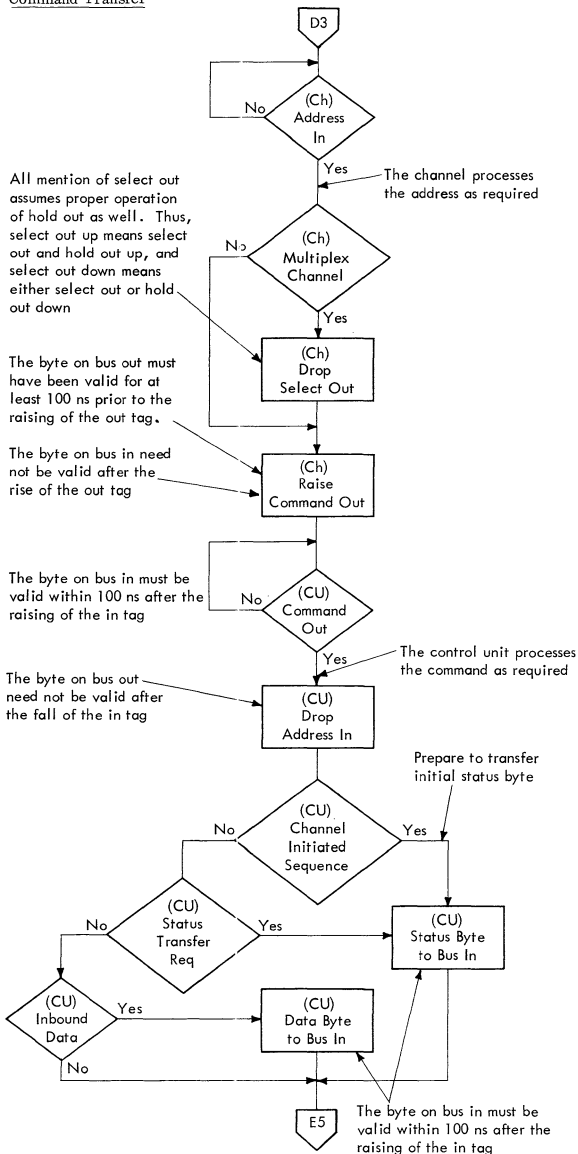 Command Transfer
D3
(Ch)
Address
In
No
Yes
The channel processes
the address as required
All mention of select out
assumes proper operation
of hold out as well. Thus,
select out up means select
out and hold out up, and
select out down means
either select out or hold
out down
(Ch)
Multiplex
Channel
No
Yes
(Ch)
Drop
Select Out
The byte on bus out must
have been valid for at
least 100 ns prior to the
raising of the out tag.
The byte on bus in need
not be valid after the
rise of the out tag
(Ch)
Raise
Command Out
The byte on bus in must be
valid within 100 ns after the
raising of the in tag
No
(CU)
Command
Out
Yes
The control unit processes
the command as required
The byte on bus out
need not be valid after
the fall of the in tag
(CU)
Drop
Address In
Prepare to transfer
initial status byte
No
(CU)
Channel
Initiated
Sequence
Yes
No
(CU)
Status
Transfer
Req
Yes
(CU)
Status Byte
to Bus In
(CU)
Inbound
Data
Yes
No
(CU)
Data Byte
to Bus In
E5
The byte on bus in must be
valid within 100 ns after the
raising of the in tag